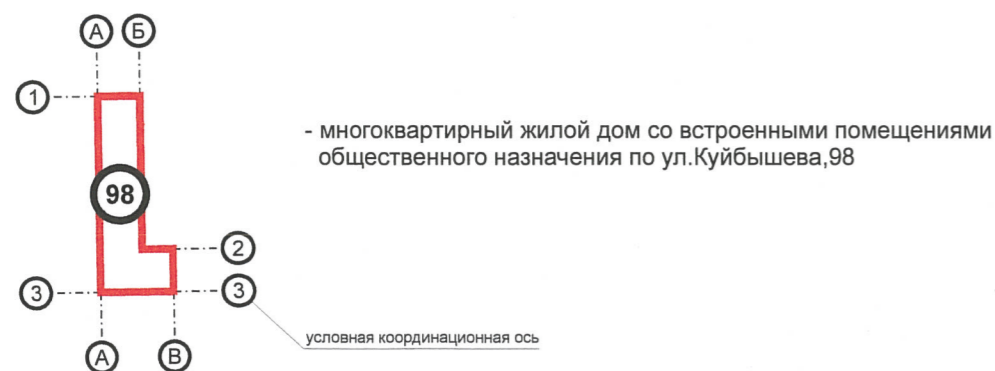 А Б
1
- многоквартирный жилой дом со встроенными помещениями
общественного назначения по ул.Куйбышева,98
98
2
3 3
условная координационная ось
А В